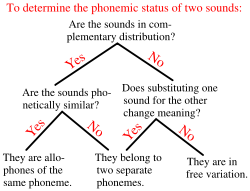 To determine the phonemic status of two sounds:
Are the sounds in com-
plementary distribution?
Yes
No
Are the sounds pho-
netically similar?
Does substituting one
sound for the other
change meaning?
Yes
No
Yes
No
They are allo-
phones of the
same phoneme.
They belong to
two separate
phonemes.
They are in
free variation.